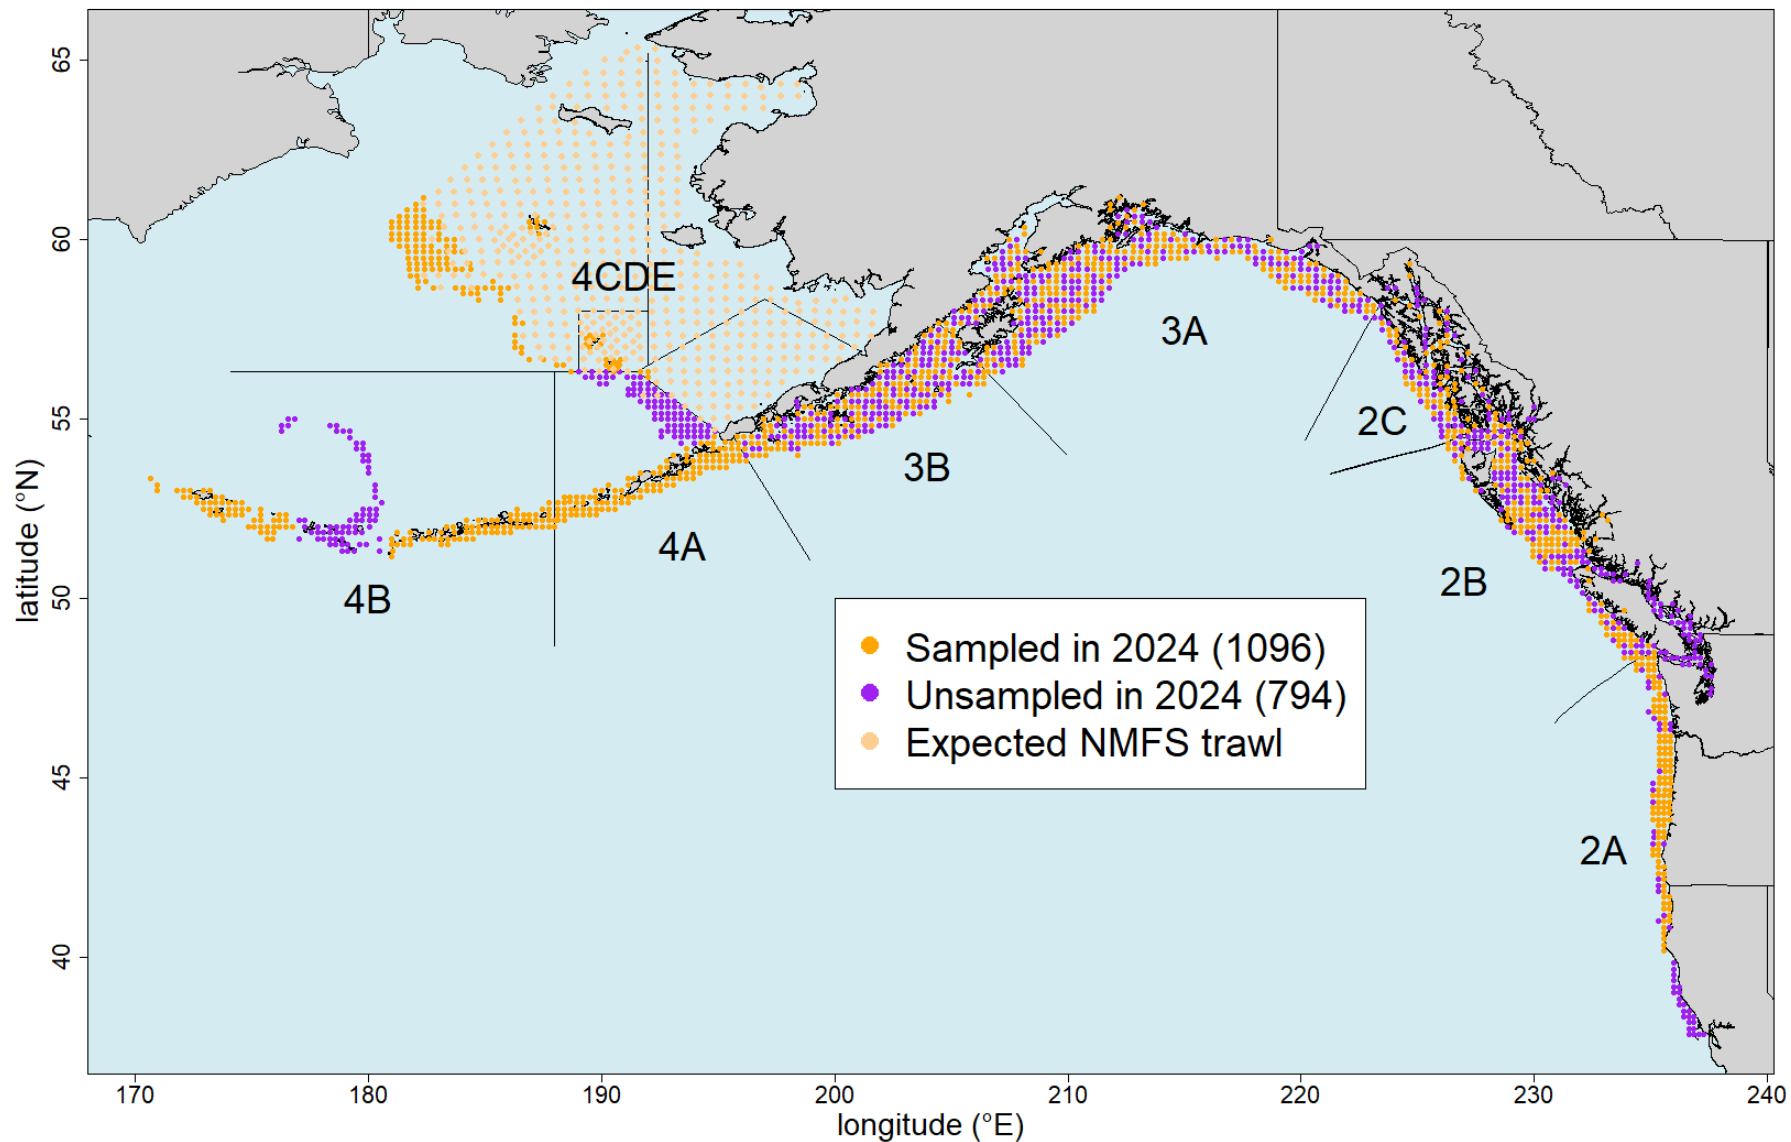 65
60
55
50
45
40
latitude (°N)
4CDE
3A
2C
3B
4A
4B
2B
2A
Sampled in 2024 (1096)
Unsampled in 2024 (794)
Expected NMFS trawl
170
180
190
200
210
220
230
240
longitude (°E)